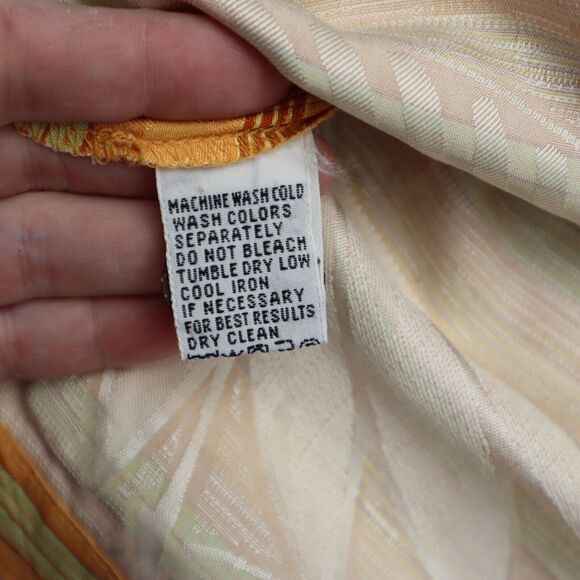 MACHINE WASH COLD
WASH COLORS
SEPARATELY
DO NOT BLEACH
TUMBLE DRY LOW
COOL IRON
IF NECESSARY
FOR BEST RESULTS
DRY CLEAN